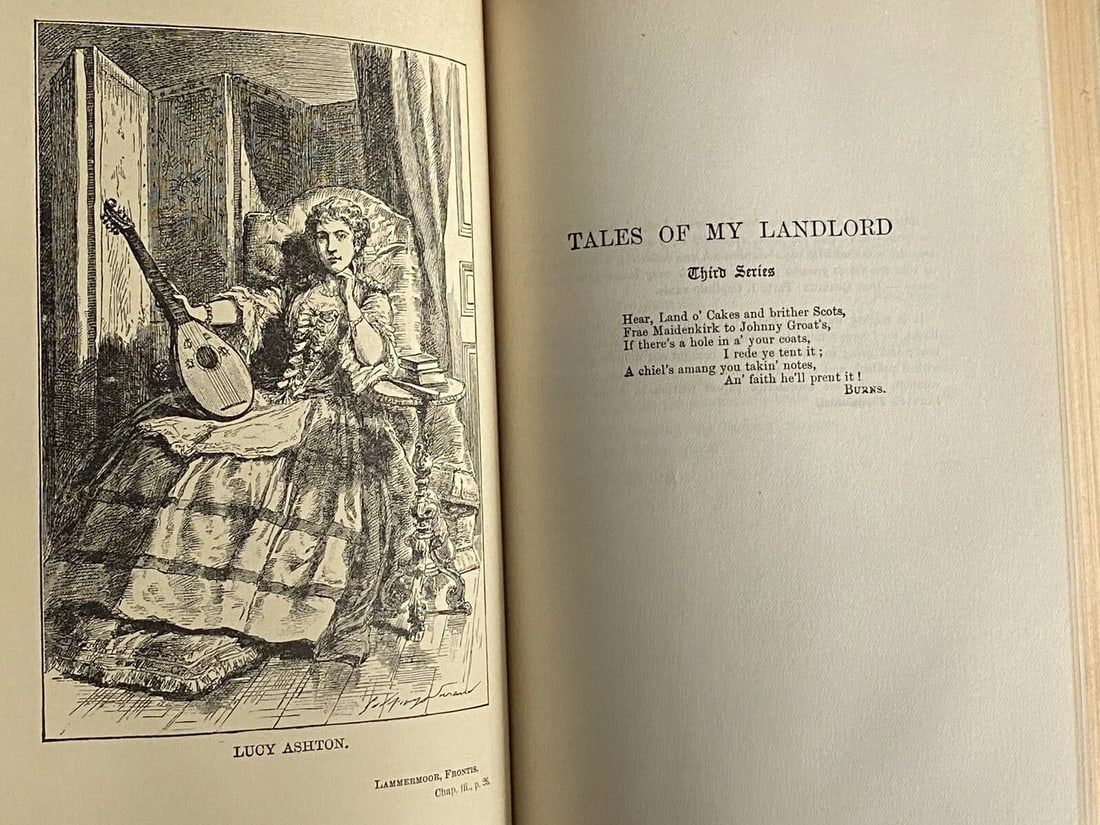 LUCY ASHTON.
LAMMERMOOR, FRONTIS.
Chap. iii., p. 26.
TALES OF MY LANDLORD
Third Series
Hear, Land o' Cakes and brither Scots,
Frae Maidenkirk to Johnny Groat's,
If there's a hole in a' your coats,
I rede ye tent it;
A chiel's amang you takin' notes,
An' faith he'll prent it!
BURNS.